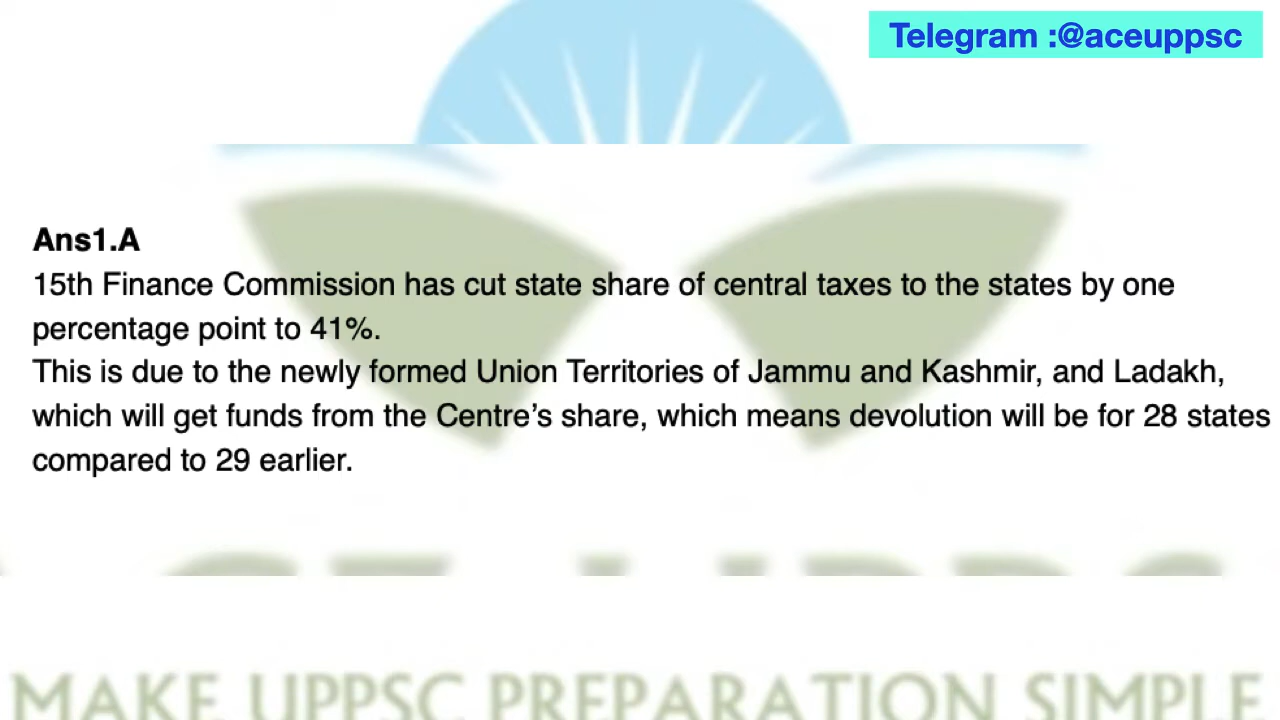 Telegram :@aceuppsc
Ans1.A
15th Finance Commission has cut state share of central taxes to the states by one
percentage point to 41%.
This is due to the newly formed Union Territories of Jammu and Kashmir, and Ladakh,
which will get funds from the Centre’s share, which means devolution will be for 28 states
compared to 29 earlier.
MAKE UPPSC PREPARATION SIMPLE